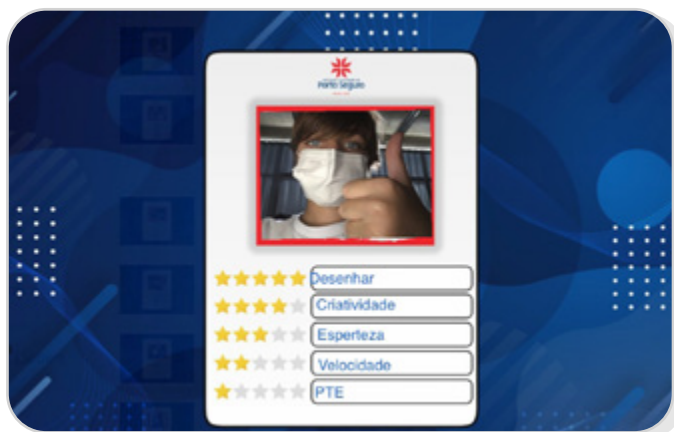 Porto Seguro
Desenhar
Criatividade
Esperteza
Velocidade
PTE